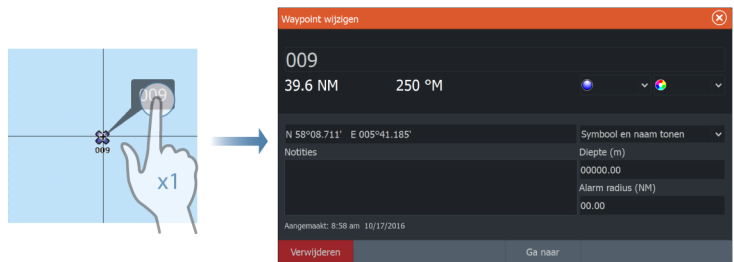 009
009
x1
Waypoint wijzigen
009
39.6 NM 250 °M
N 58°08.711' E 005°41.185' Symbool en naam tonen
Notities Diepte (m)
00000.00
Alarm radius (NM)
00.00
Aangemaakt: 8:58 am 10/17/2016
Verwijderen Ga naar